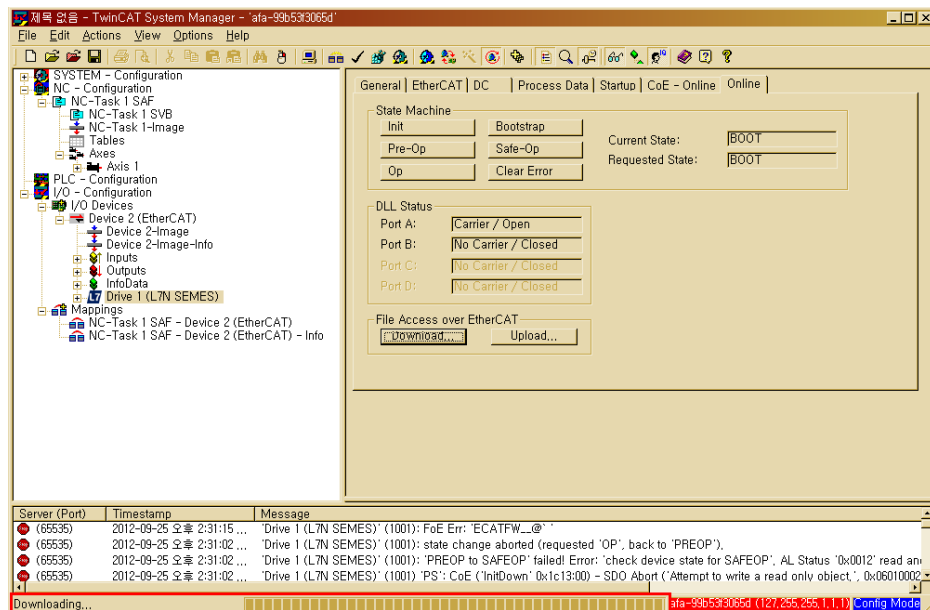 제목 없음 - TwinCAT System Manager - 'afa-99b53f3065d'
File Edit Actions View Options Help
SYSTEM - Configuration
NC - Configuration
NC-Task 1 SAF
NC-Task 1 SVB
NC-Task 1-Image
Tables
Axes
Axis 1
PLC - Configuration
I/O - Configuration
I/O Devices
Device 2 (EtherCAT)
Device 2-Image
Device 2-Image-Info
Inputs
Outputs
InfoData
L7 Drive 1 (L7N SEMES)
Mappings
NC-Task 1 SAF - Device 2 (EtherCAT)
NC-Task 1 SAF - Device 2 (EtherCAT) - Info
General EtherCAT DC Process Data Startup CoE - Online Online
State Machine
Init Bootstrap
Pre-Op Safe-Op
Op Clear Error
Current State: BOOT
Requested State: BOOT
DLL Status
Port A: Carrier / Open
Port B: No Carrier / Closed
Port C: No Carrier / Closed
Port D: No Carrier / Closed
File Access over EtherCAT
Download... Upload...
Server (Port) Timestamp Message
(65535) 2012-09-25 오후 2:31:15 ... 'Drive 1 (L7N SEMES)' (1001): FoE Err: 'ECATFW__@' '
(65535) 2012-09-25 오후 2:31:02 ... 'Drive 1 (L7N SEMES)' (1001): state change aborted (requested 'OP', back to 'PREOP').
(65535) 2012-09-25 오후 2:31:02 ... 'Drive 1 (L7N SEMES)' (1001): 'PREOP to SAFEOP' failed! Error: 'check device state for SAFEOP', AL Status '0x0012' read and
(65535) 2012-09-25 오후 2:31:02 ... 'Drive 1 (L7N SEMES)' (1001) 'PS': CoE ('InitDown' 0x1c13:00) - SDO Abort ('Attempt to write a read only object.', 0x06010002
Downloading... afa-99b53f3065d (127.255.255.1.1.1) Config Mode